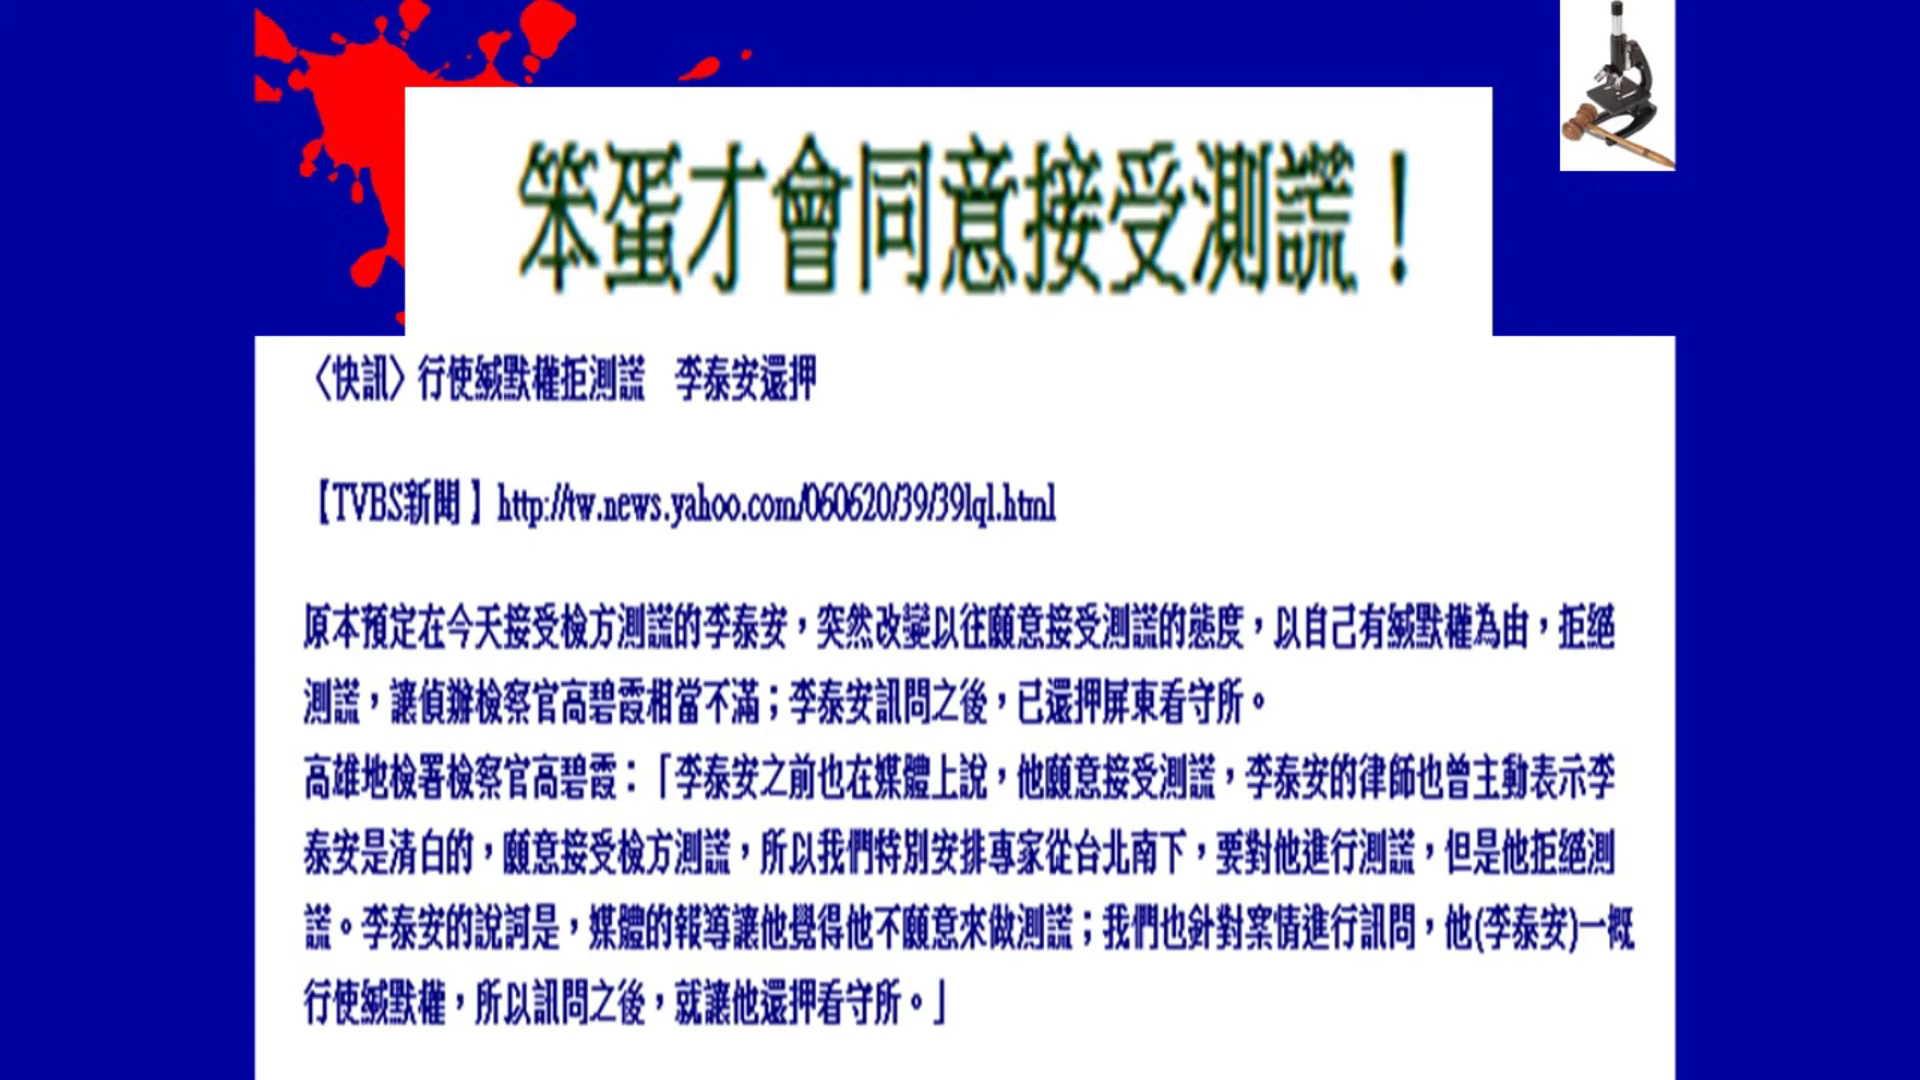 笨蛋才會同意接受測謊！
〈快訊〉行使緘默權拒測謊　李泰安還押
【TVBS新聞 】http://tw.news.yahoo.com/060620/39/39lql.html
原本預定在今天接受檢方測謊的李泰安，突然改變以往願意接受測謊的態度，以自己有緘默權為由，拒絕
測謊，讓偵辦檢察官高碧霞相當不滿；李泰安訊問之後，已還押屏東看守所。
高雄地檢署檢察官高碧霞：「李泰安之前也在媒體上說，他願意接受測謊，李泰安的律師也曾主動表示李
泰安是清白的，願意接受檢方測謊，所以我們特別安排專家從台北南下，要對他進行測謊，但是他拒絕測
謊。李泰安的說詞是，媒體的報導讓他覺得他不願意來做測謊；我們也針對案情進行訊問，他(李泰安)一概
行使緘默權，所以訊問之後，就讓他還押看守所。」